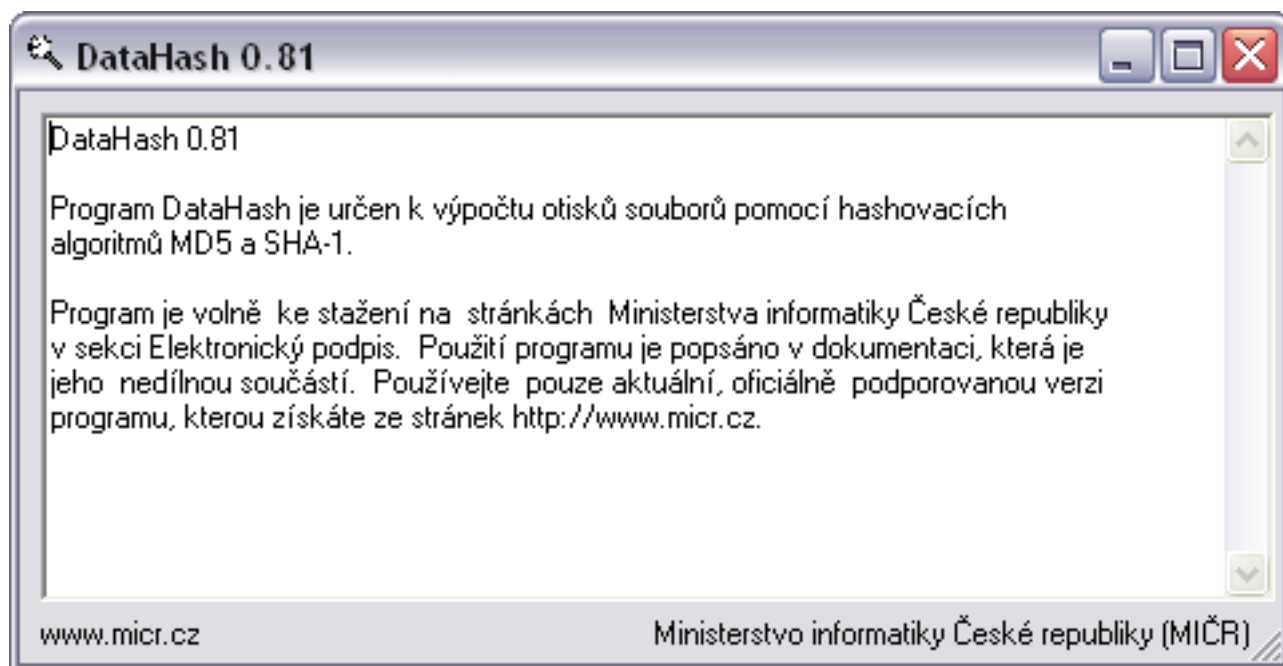 DataHash 0.81
DataHash 0.81
Program DataHash je určen k výpočtu otisků souborů pomocí hashovacích
algoritmů MD5 a SHA-1.
Program je volně  ke stažení na  stránkách  Ministerstva informatiky České republiky
v sekci Elektronický podpis.  Použití programu je popsáno v dokumentaci, která je
jeho  nedílnou součástí.  Používejte  pouze aktuální, oficiálně  podporovanou verzi
programu, kterou získáte ze stránek http://www.micr.cz.
www.micr.cz Ministerstvo informatiky České republiky (MIČR)